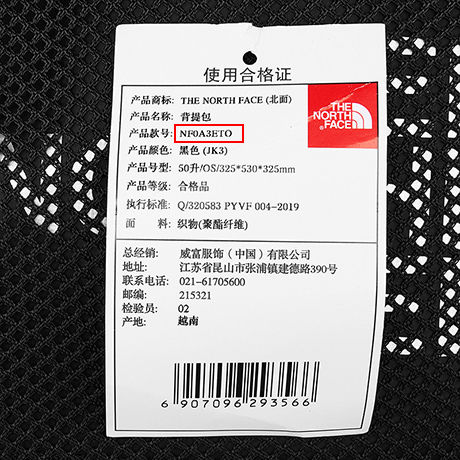 使用合格证
产品商标: THE NORTH FACE (北面)
产品名称: 背提包
产品款号: NF0A3ETO
产品颜色: 黑色 (JK3)
产品号型: 50升/OS/325*530*325mm
产品等级: 合格品
执行标准: Q/320583 PYVF 004-2019
面 料: 织物(聚酯纤维)
THE
NORTH
FACE
总经销: 威富服饰（中国）有限公司
地址: 江苏省昆山市张浦镇建德路390号
联系电话: 021-61705600
邮编: 215321
检验员: 02
产地: 越南
6 907096 293566